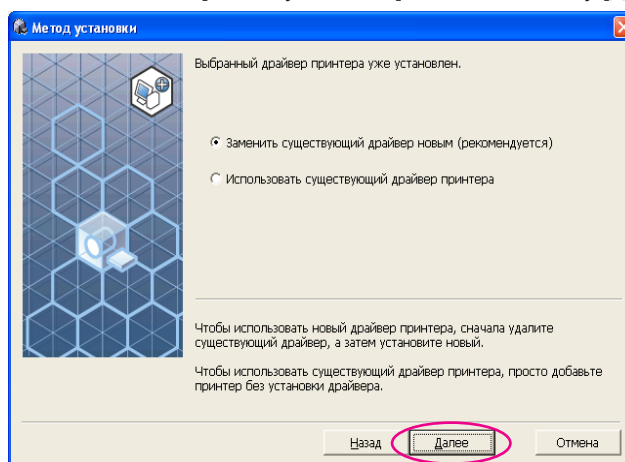 Метод установки
Выбранный драйвер принтера уже установлен.
Заменить существующий драйвер новым (рекомендуется)
Использовать существующий драйвер принтера
Чтобы использовать новый драйвер принтера, сначала удалите
существующий драйвер, а затем установите новый.
Чтобы использовать существующий драйвер принтера, просто добавьте
принтер без установки драйвера.
Назад Далее Отмена